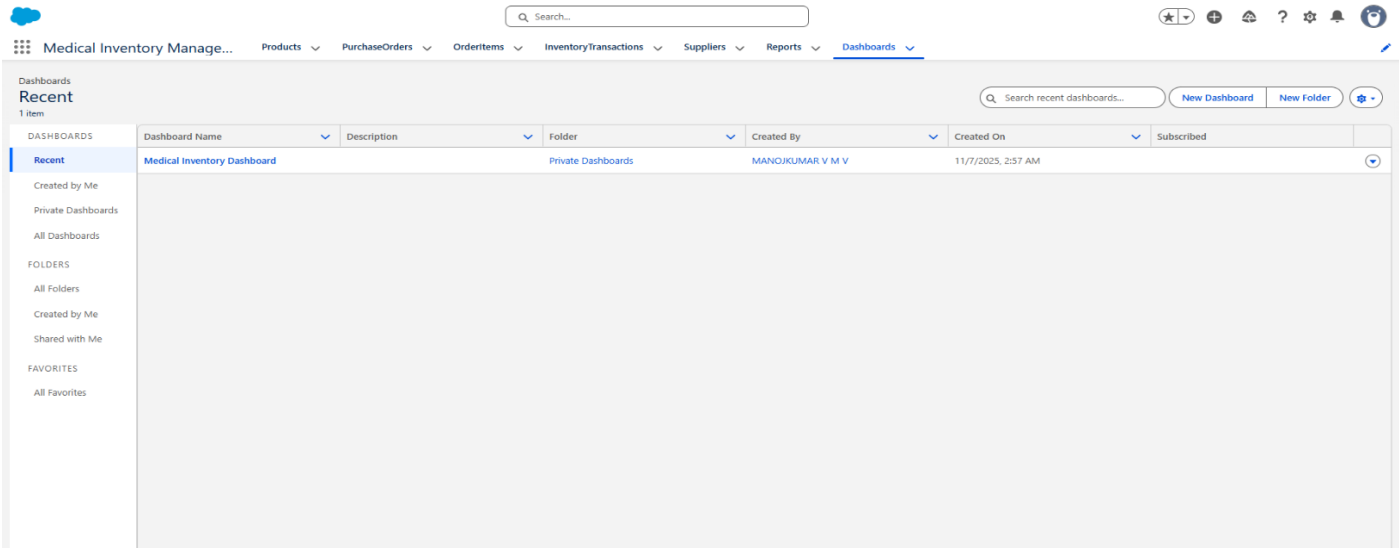 Search...
Medical Inventory Manage... Products PurchaseOrders OrderItems InventoryTransactions Suppliers Reports Dashboards
Dashboards
Recent
1 item
Search recent dashboards... New Dashboard New Folder
DASHBOARDS Dashboard Name Description Folder Created By Created On Subscribed
Recent Medical Inventory Dashboard Private Dashboards MANOJKUMAR V M V 11/7/2025, 2:57 AM
Created by Me
Private Dashboards
All Dashboards
FOLDERS
All Folders
Created by Me
Shared with Me
FAVORITES
All Favorites